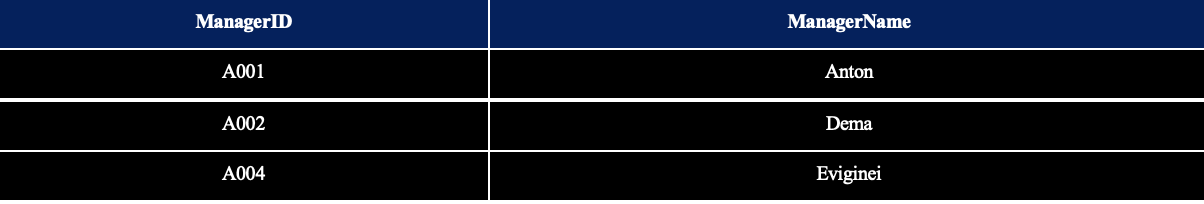 ManagerID ManagerName
A001 Anton
A002 Dema
A004 Eviginei